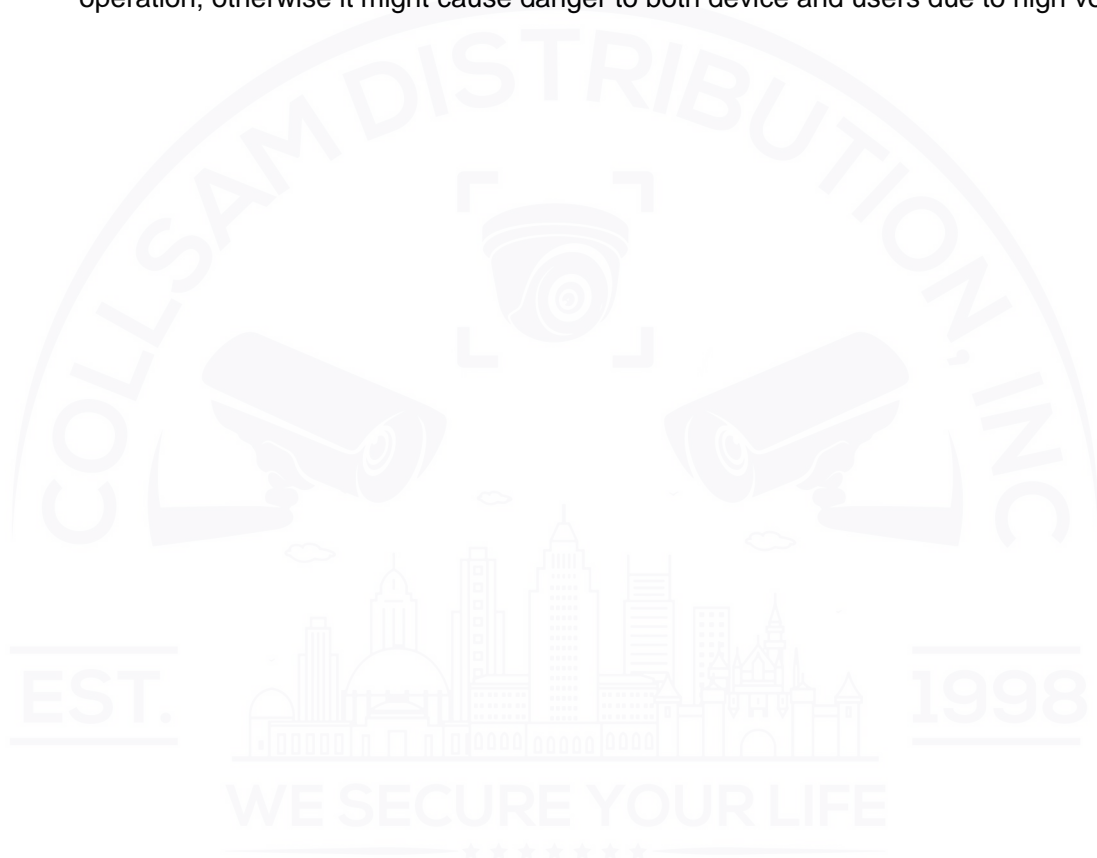 operation, otherwise it might cause danger to both device and users due to high
COLLSAM DISTRIBUTION, INC
EST.
1998
WE SECURE YOUR LIFE